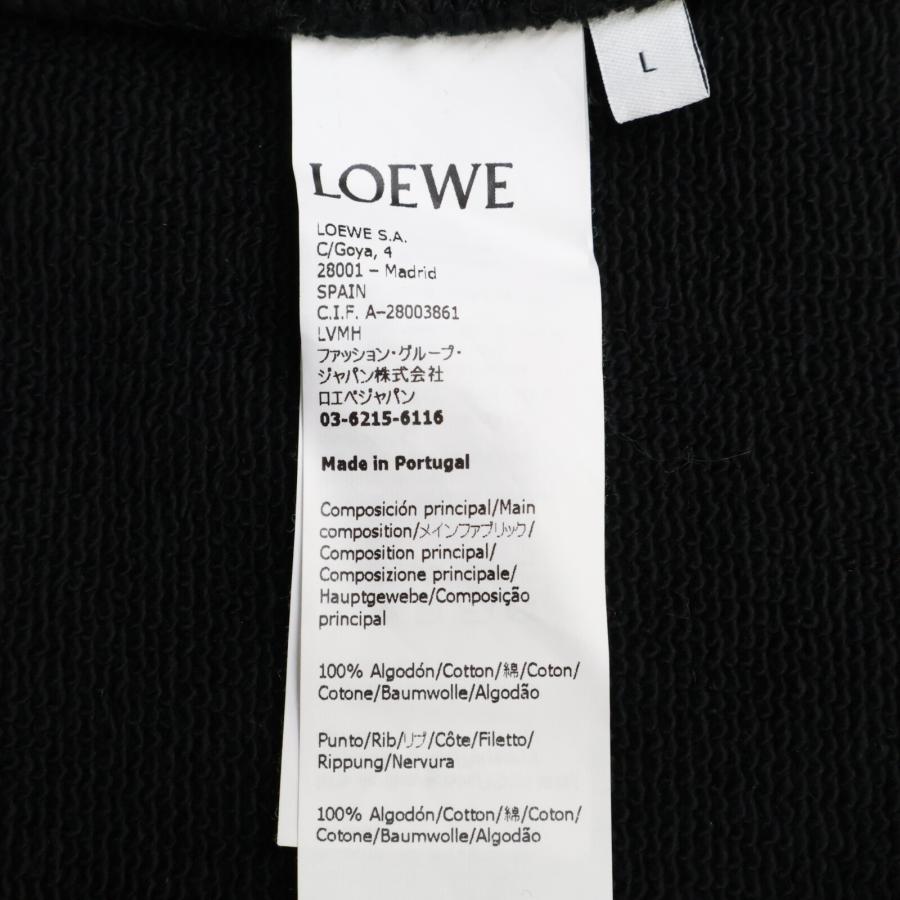 L
LOEWE
LOEWE S.A.
C/Goya, 4
28001 – Madrid
SPAIN
C.I.F. A-28003861
LVMH
ファッション・グループ・
ジャパン株式会社
ロエベジャパン
03-6215-6116
Made in Portugal
Composición principal/Main
composition/メインファブリック/
Composition principal/
Composizione principale/
Hauptgewebe/Composição
principal
100% Algodón/Cotton/綿/Coton/
Cotone/Baumwolle/Algodão
Punto/Rib/リブ/Côte/Filetto/
Rippung/Nervura
100% Algodón/Cotton/綿/Coton/
Cotone/Baumwolle/Algodão